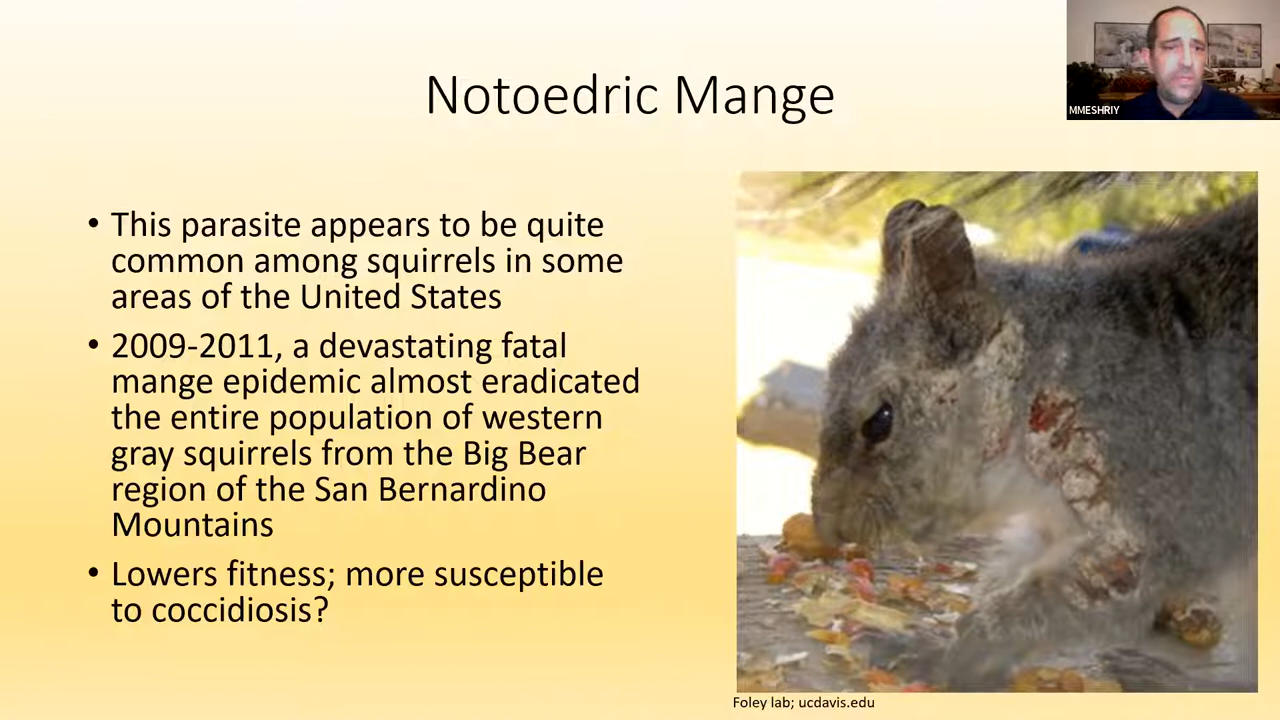 Notoedric Mange
MMESHRIY
• This parasite appears to be quite
common among squirrels in some
areas of the United States
• 2009-2011, a devastating fatal
mange epidemic almost eradicated
the entire population of western
gray squirrels from the Big Bear
region of the San Bernardino
Mountains
• Lowers fitness; more susceptible
to coccidiosis?
Foley lab; ucdavis.edu